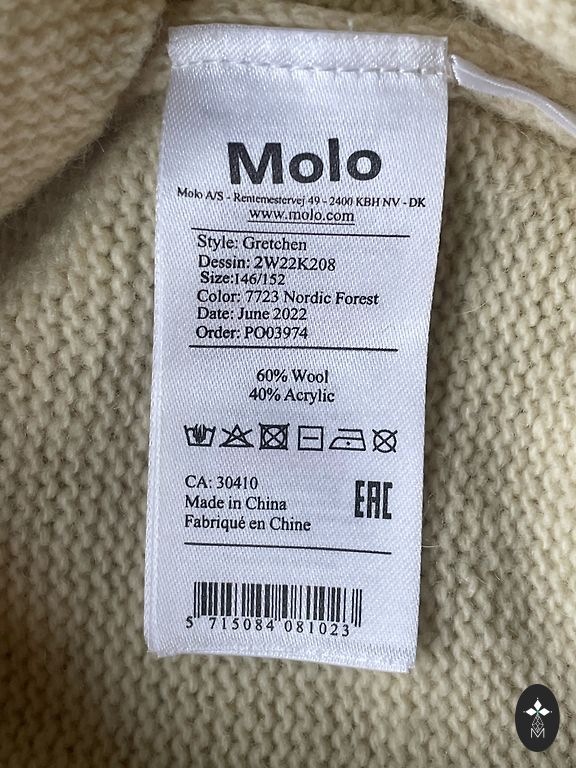 Molo
Molo A/S - Rentemestervej 49 - 2400 KBH NV - DK
www.molo.com
Style: Gretchen
Dessin: 2W22K208
Size:146/152
Color: 7723 Nordic Forest
Date: June 2022
Order: PO03974
60% Wool
40% Acrylic
CA: 30410
Made in China
Fabriqué en Chine
EAC
5 715084 081023
M